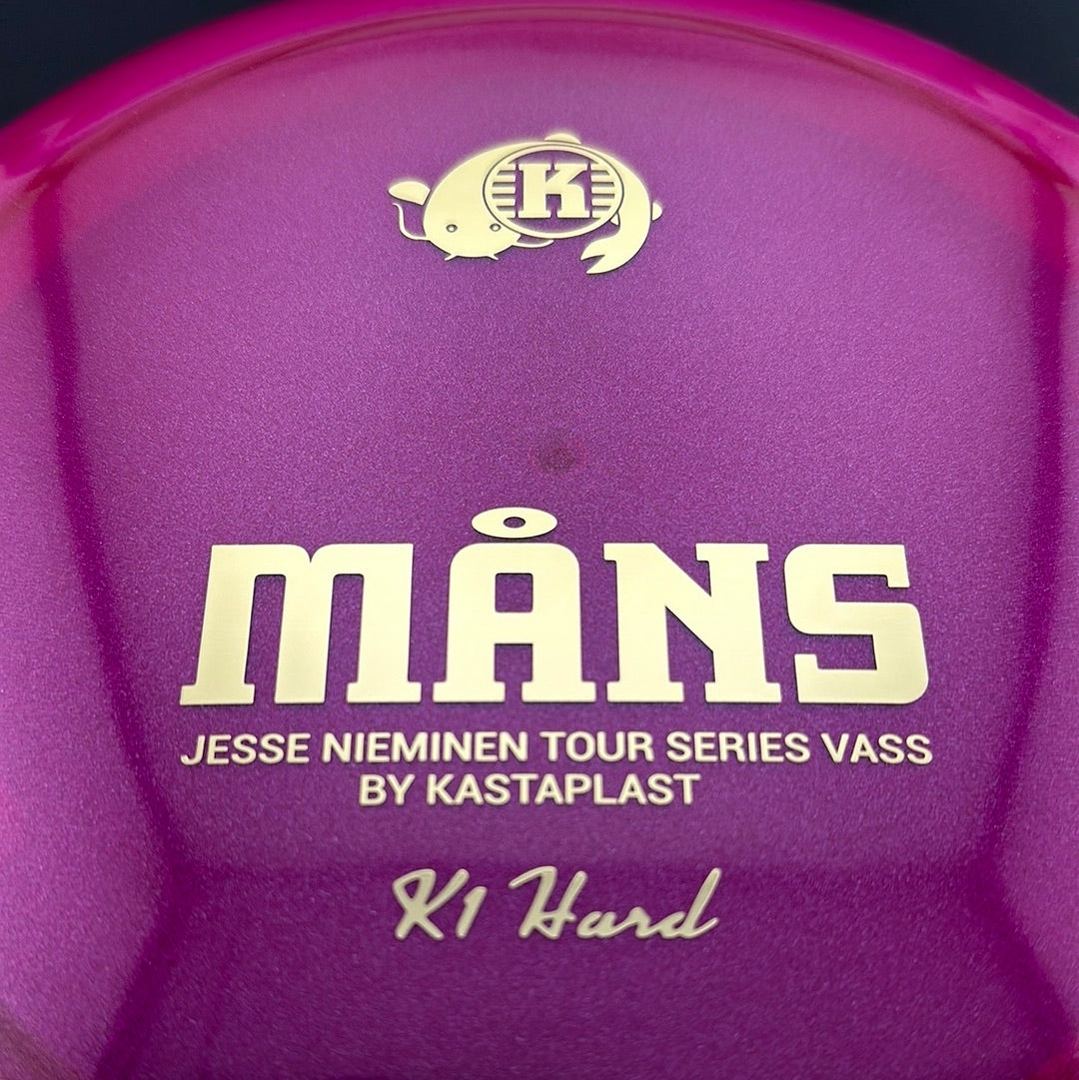 K
MÅNS
JESSE NIEMINEN TOUR SERIES VASS
BY KASTAPLAST
K1 Hard